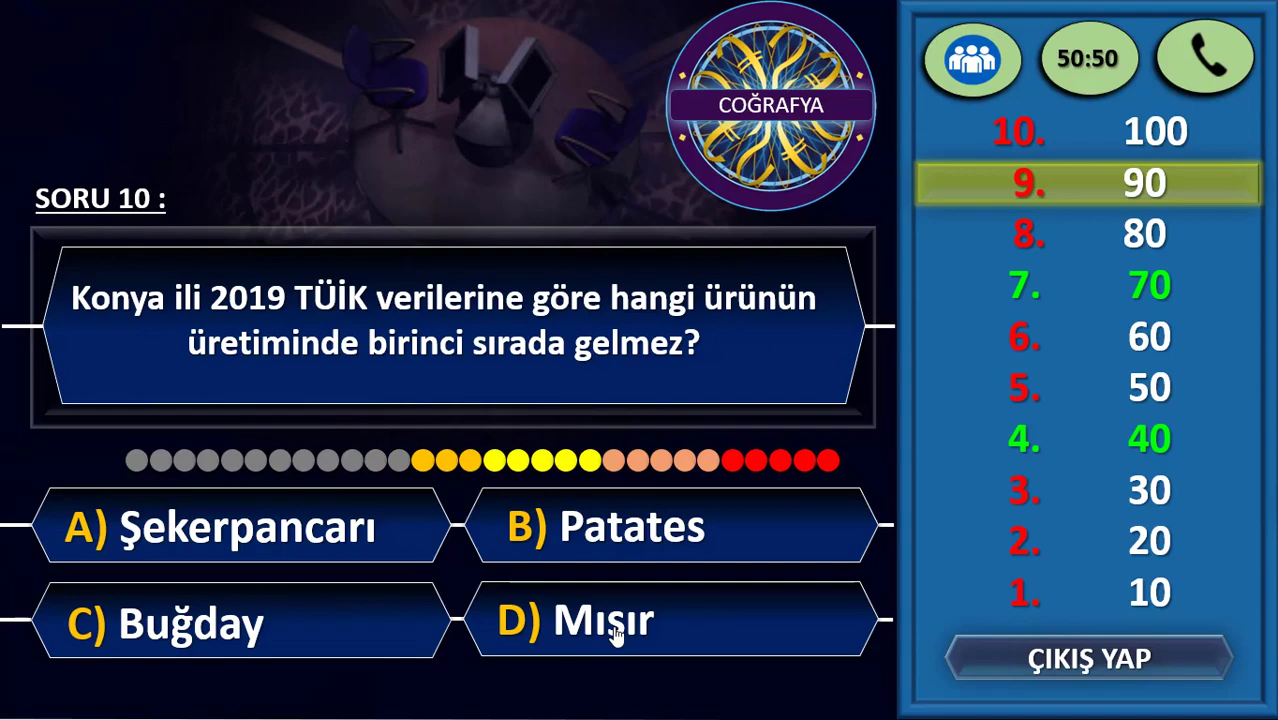 COĞRAFYA
SORU 10 :
Konya ili 2019 TÜİK verilerine göre hangi ürünün
üretiminde birinci sırada gelmez?
A) Şekerpancarı
B) Patates
C) Buğday
D) Mısır
50:50
10. 100
9. 90
8. 80
7. 70
6. 60
5. 50
4. 40
3. 30
2. 20
1. 10
ÇIKIŞ YAP